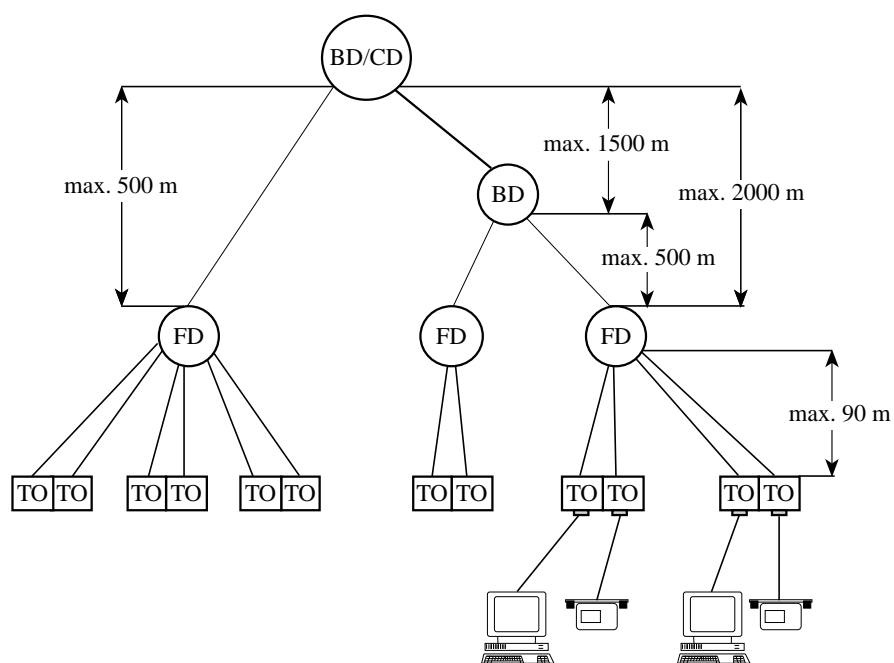 BD/CD
max. 1500 m
max. 500 m
BD
max. 2000 m
max. 500 m
FD
FD
FD
max. 90 m
TO TO
TO TO
TO TO
TO TO
TO TO
TO TO